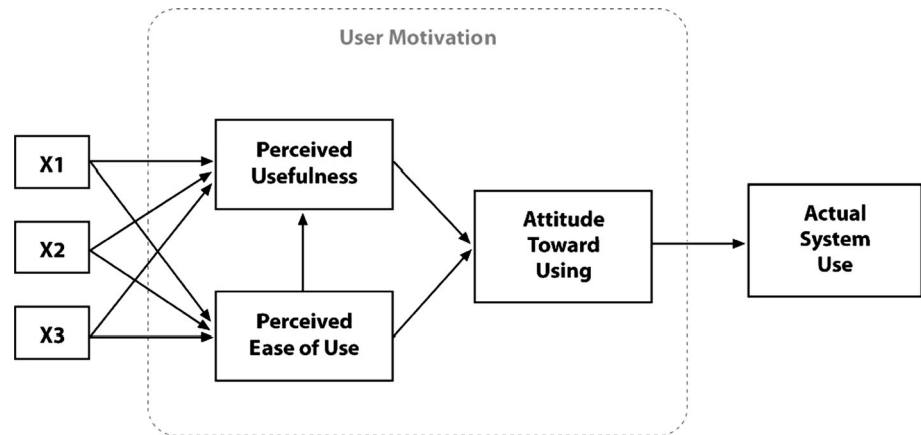 User Motivation
X1
X2
X3
Perceived
Usefulness
Perceived
Ease of Use
Attitude
Toward
Using
Actual
System
Use